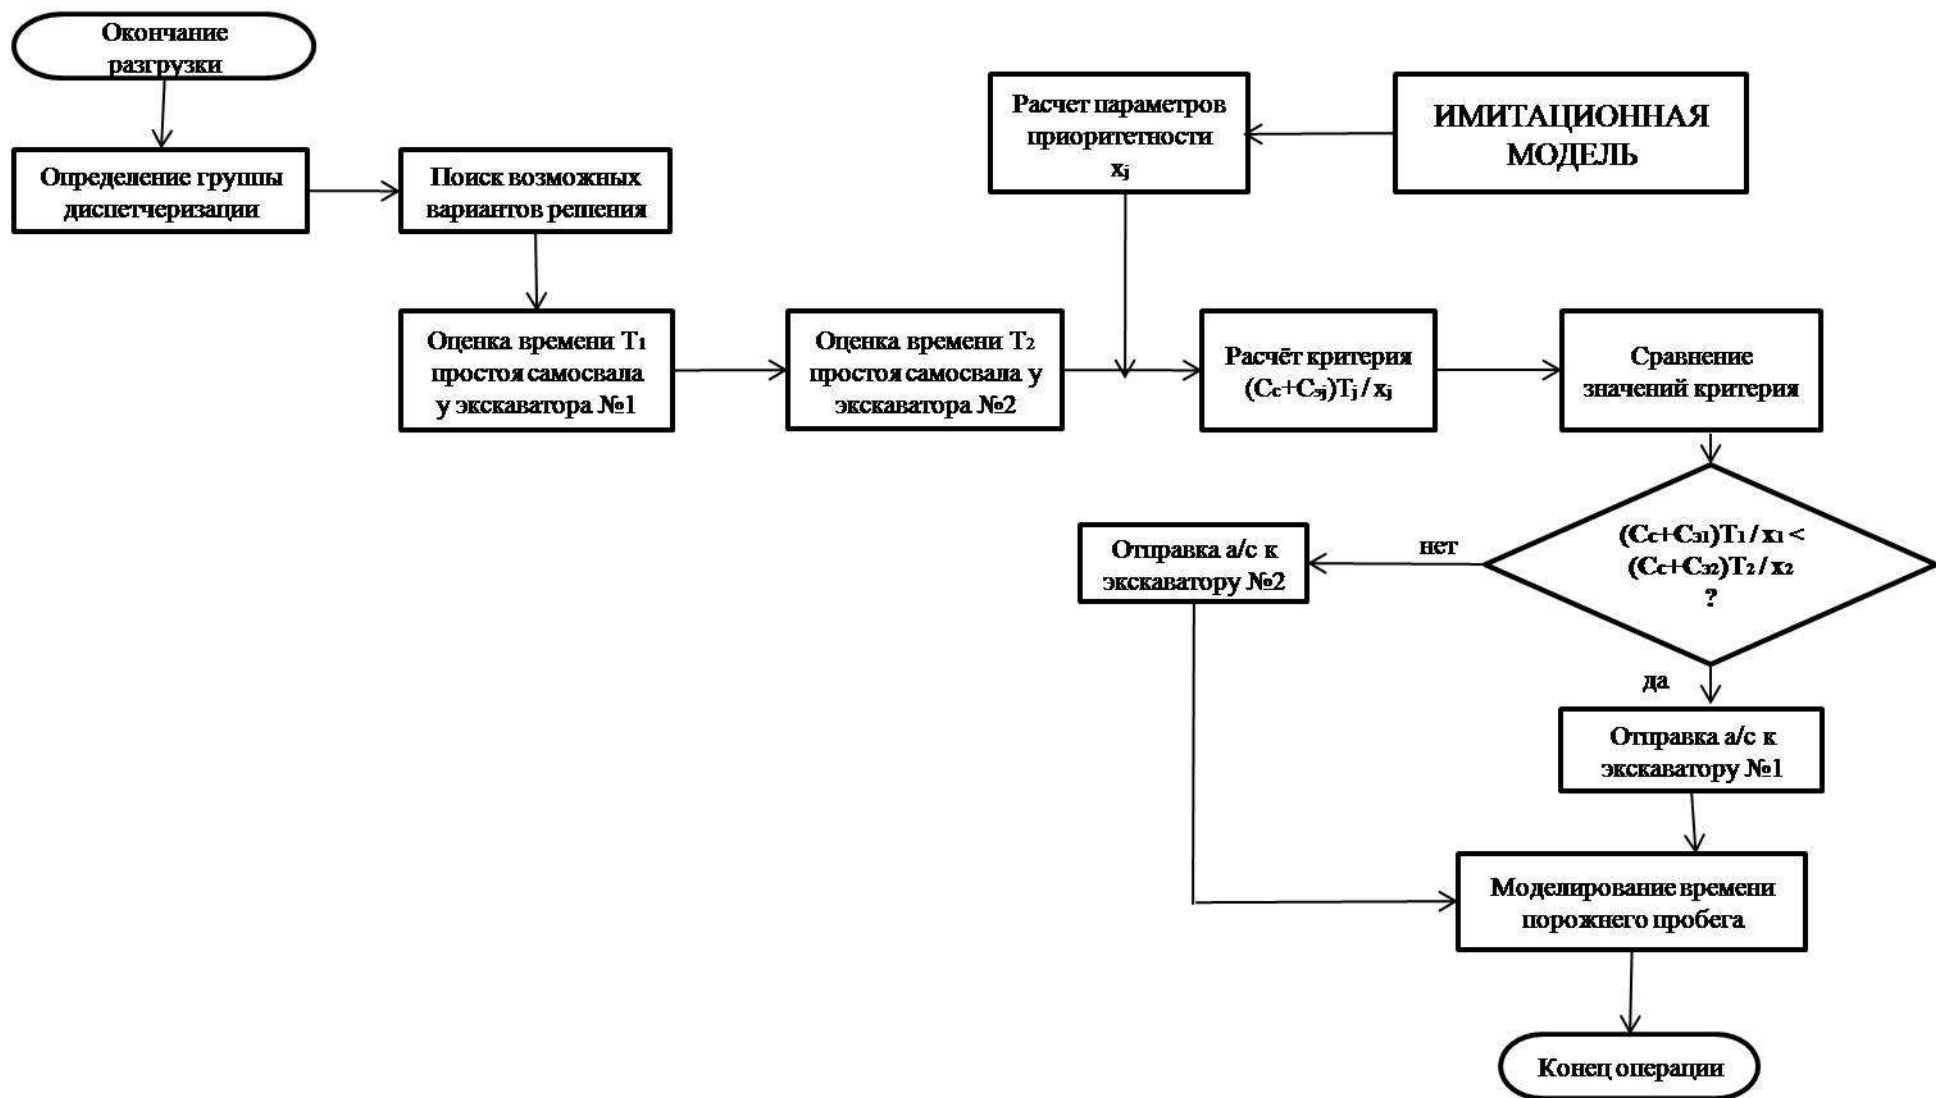 Окончание
разгрузки
Определение группы
диспетчеризации
Поиск возможных
вариантов решения
Расчет параметров
приоритетности
xⱼ
ИМИТАЦИОННАЯ
МОДЕЛЬ
Оценка времени T₁
простоя самосвала
у экскаватора №1
Оценка времени T₂
простоя самосвала у
экскаватора №2
Расчёт критерия
(Cc+Cэj)Tⱼ / xⱼ
Сравнение
значений критерия
(Cc+Cэ1)T₁ / x₁ <
(Cc+Cэ2)T₂ / x₂
?
нет
Отправка а/с к
экскаватору №2
да
Отправка а/с к
экскаватору №1
Моделирование времени
порожнего пробега
Конец операции